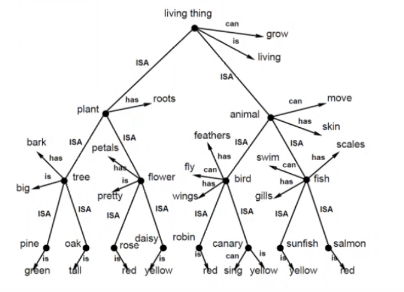 living thing
can
grow
is
living
ISA
ISA
plant
has
roots
animal
can
move
has
skin
bark
has
is
big
ISA
tree
petals
has
is
pretty
ISA
flower
feathers
has
fly
can
has
wings
ISA
bird
swim
can
has
gills
ISA
fish
has
scales
ISA
ISA
ISA
ISA
ISA
ISA
ISA
ISA
pine
oak
rose
daisy
robin
canary
sunfish
salmon
is
is
is
is
is
can
is
is
is
green
tall
red
yellow
red
sing
yellow
yellow
red